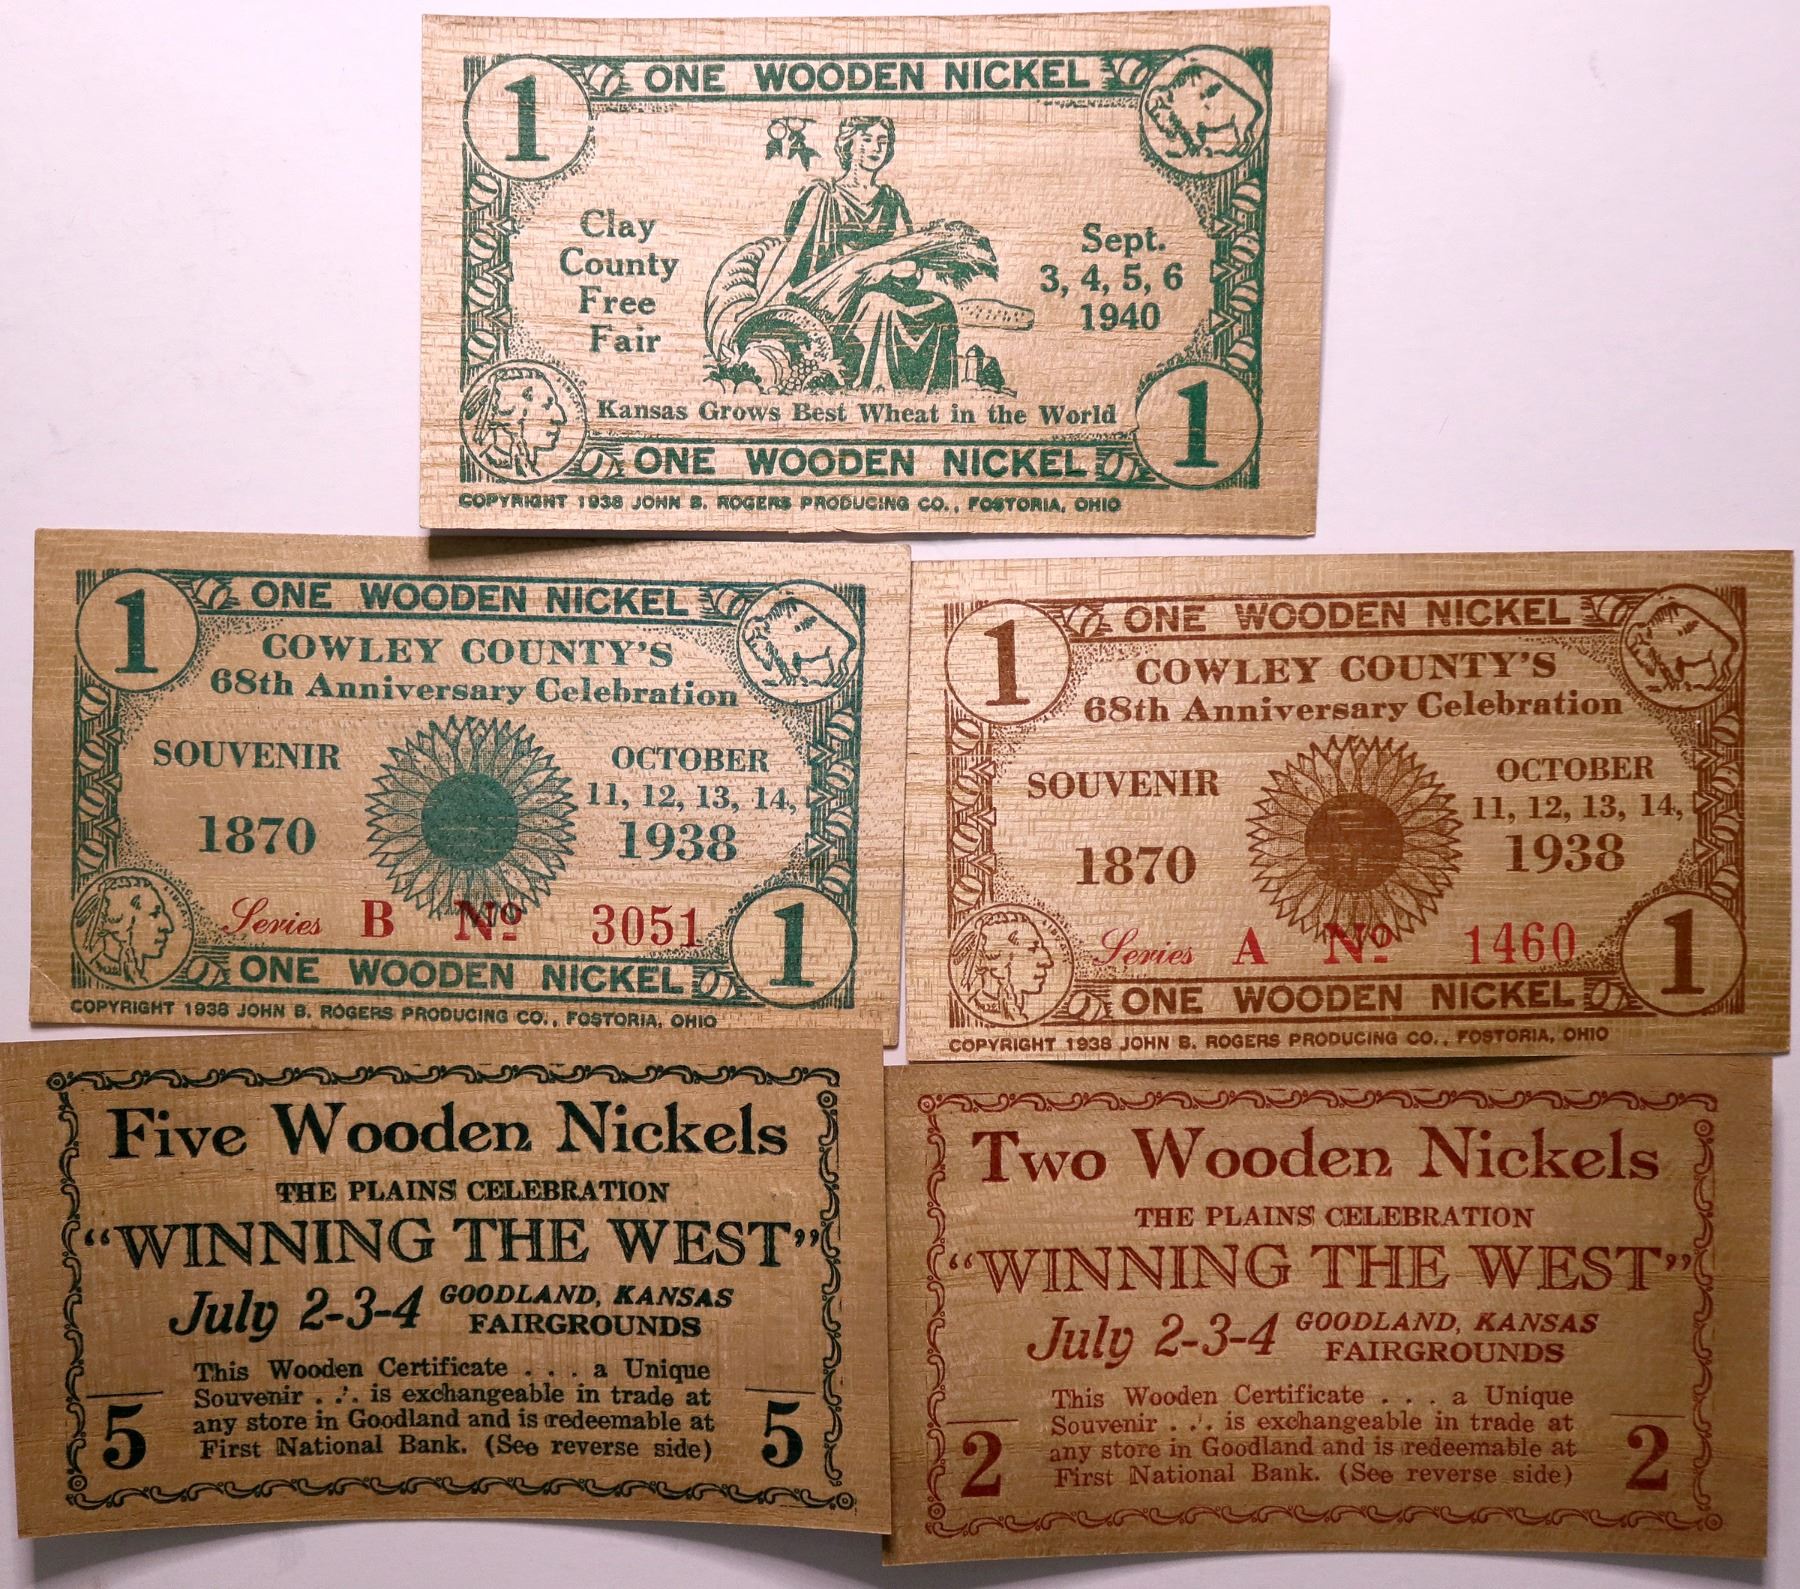 1 ONE WOODEN NICKEL
Clay
County
Free
Fair
Sept.
3, 4, 5, 6
1940
Kansas Grows Best Wheat in the World
ONE WOODEN NICKEL 1
COPYRIGHT 1938 JOHN B. ROGERS PRODUCING CO., FOSTORIA, OHIO
1 ONE WOODEN NICKEL
COWLEY COUNTY'S
68th Anniversary Celebration
SOUVENIR
1870
OCTOBER
11, 12, 13, 14,
1938
Series B No 3051
ONE WOODEN NICKEL 1
COPYRIGHT 1938 JOHN B. ROGERS PRODUCING CO., FOSTORIA, OHIO
1 ONE WOODEN NICKEL
COWLEY COUNTY'S
68th Anniversary Celebration
SOUVENIR
1870
OCTOBER
11, 12, 13, 14,
1938
Series A No 1460
ONE WOODEN NICKEL 1
COPYRIGHT 1938 JOHN B. ROGERS PRODUCING CO., FOSTORIA, OHIO
Five Wooden Nickels
THE PLAINS CELEBRATION
"WINNING THE WEST"
July 2-3-4 GOODLAND, KANSAS
FAIRGROUNDS
This Wooden Certificate . . . a Unique
Souvenir . . . is exchangeable in trade at
any store in Goodland and is redeemable at
First National Bank. (See reverse side)
5 5
Two Wooden Nickels
THE PLAINS CELEBRATION
"WINNING THE WEST"
July 2-3-4 GOODLAND, KANSAS
FAIRGROUNDS
This Wooden Certificate . . . a Unique
Souvenir . . . is exchangeable in trade at
any store in Goodland and is redeemable at
First National Bank. (See reverse side)
2 2